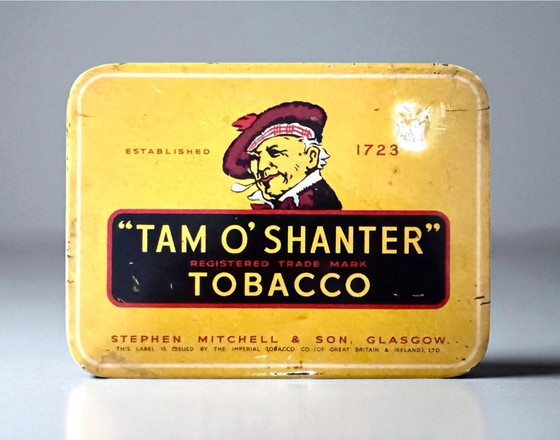 ESTABLISHED 1723
"TAM O' SHANTER"
REGISTERED TRADE MARK
TOBACCO
STEPHEN MITCHELL & SON, GLASGOW.
THIS LABEL IS ISSUED BY THE IMPERIAL TOBACCO CO. (OF GREAT BRITAIN & IRELAND), LTD.